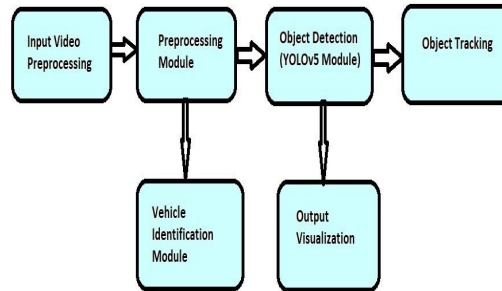 Input Video
Preprocessing
Preprocessing
Module
Object Detection
(YOLOv5 Module)
Object Tracking
Vehicle
Identification
Module
Output
Visualization